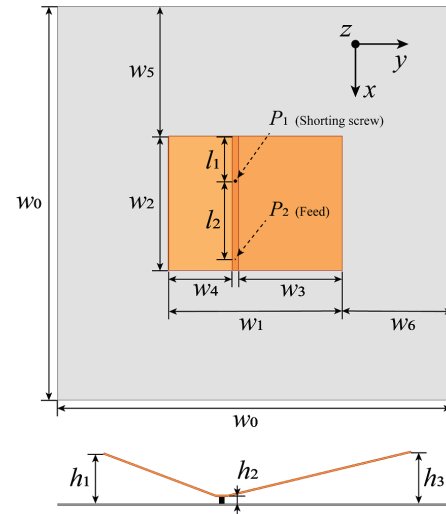 z
y
x
w5
P1 (Shorting screw)
l1
w0
w2
l2
P2 (Feed)
w4
w3
w1
w6
w0
h1
h2
h3